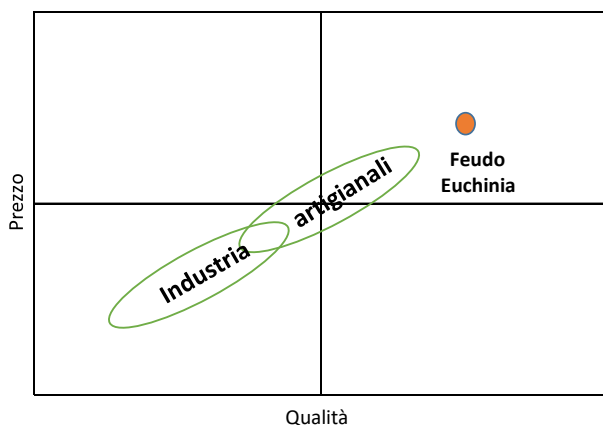 Prezzo
Feudo
Euchinia
artigianali
Industria
Qualità